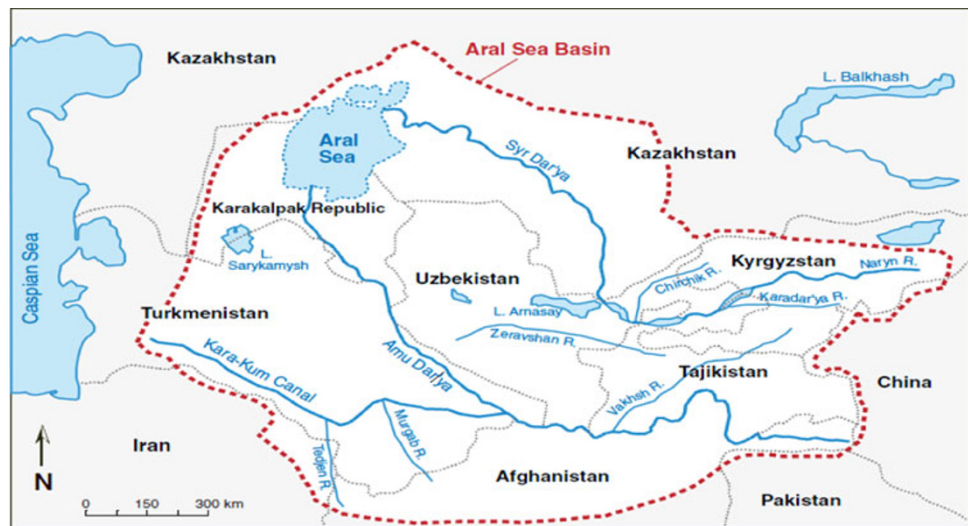 Kazakhstan
Aral Sea Basin
L. Balkhash
Aral
Sea
Syr Dar'ya
Kazakhstan
Karakalpak Republic
L.
Sarykamysh
Caspian Sea
Uzbekistan
Chirchik R.
Kyrgyzstan
Naryn R.
Karadar'ya R.
L. Arnasay
Zeravshan R.
Turkmenistan
Kara-Kum Canal
Amu Dar'ya
Vakhsh R.
Tajikistan
China
Murgab R.
Tedjen R.
Iran
Afghanistan
Pakistan
N
0 150 300 km